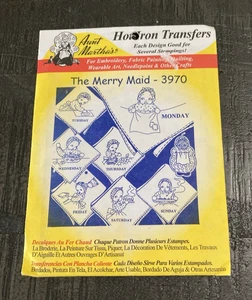 Aunt
Martha's®
Hot Iron Transfers
Each Design Good for
Several Stampings!
For Embroidery, Fabric Painting, Quilting,
Wearable Art, Needlepoint & Other Crafts
The Merry Maid - 3970
TUESDAY
MONDAY
WEDNESDAY
THURSDAY
FRIDAY
SATURDAY
SUNDAY
Decalques Au Fer Chaud Chaque Patron Donne Plusieurs Estampes.
La Broderie, La Peinture Sur Tissu, Piquer, La Décoration De Vêtements, Les Travaux
D'Aiguille Et Autres Ouvrages D'Artisanat
Transferencias Con Plancha Caliente Cada Diseño Sirve Para Varios Estampados.
Bordados, Pintura En Tela, El Acolchar, Arte Usable, Bordado De Aguja & Otras Artesanías